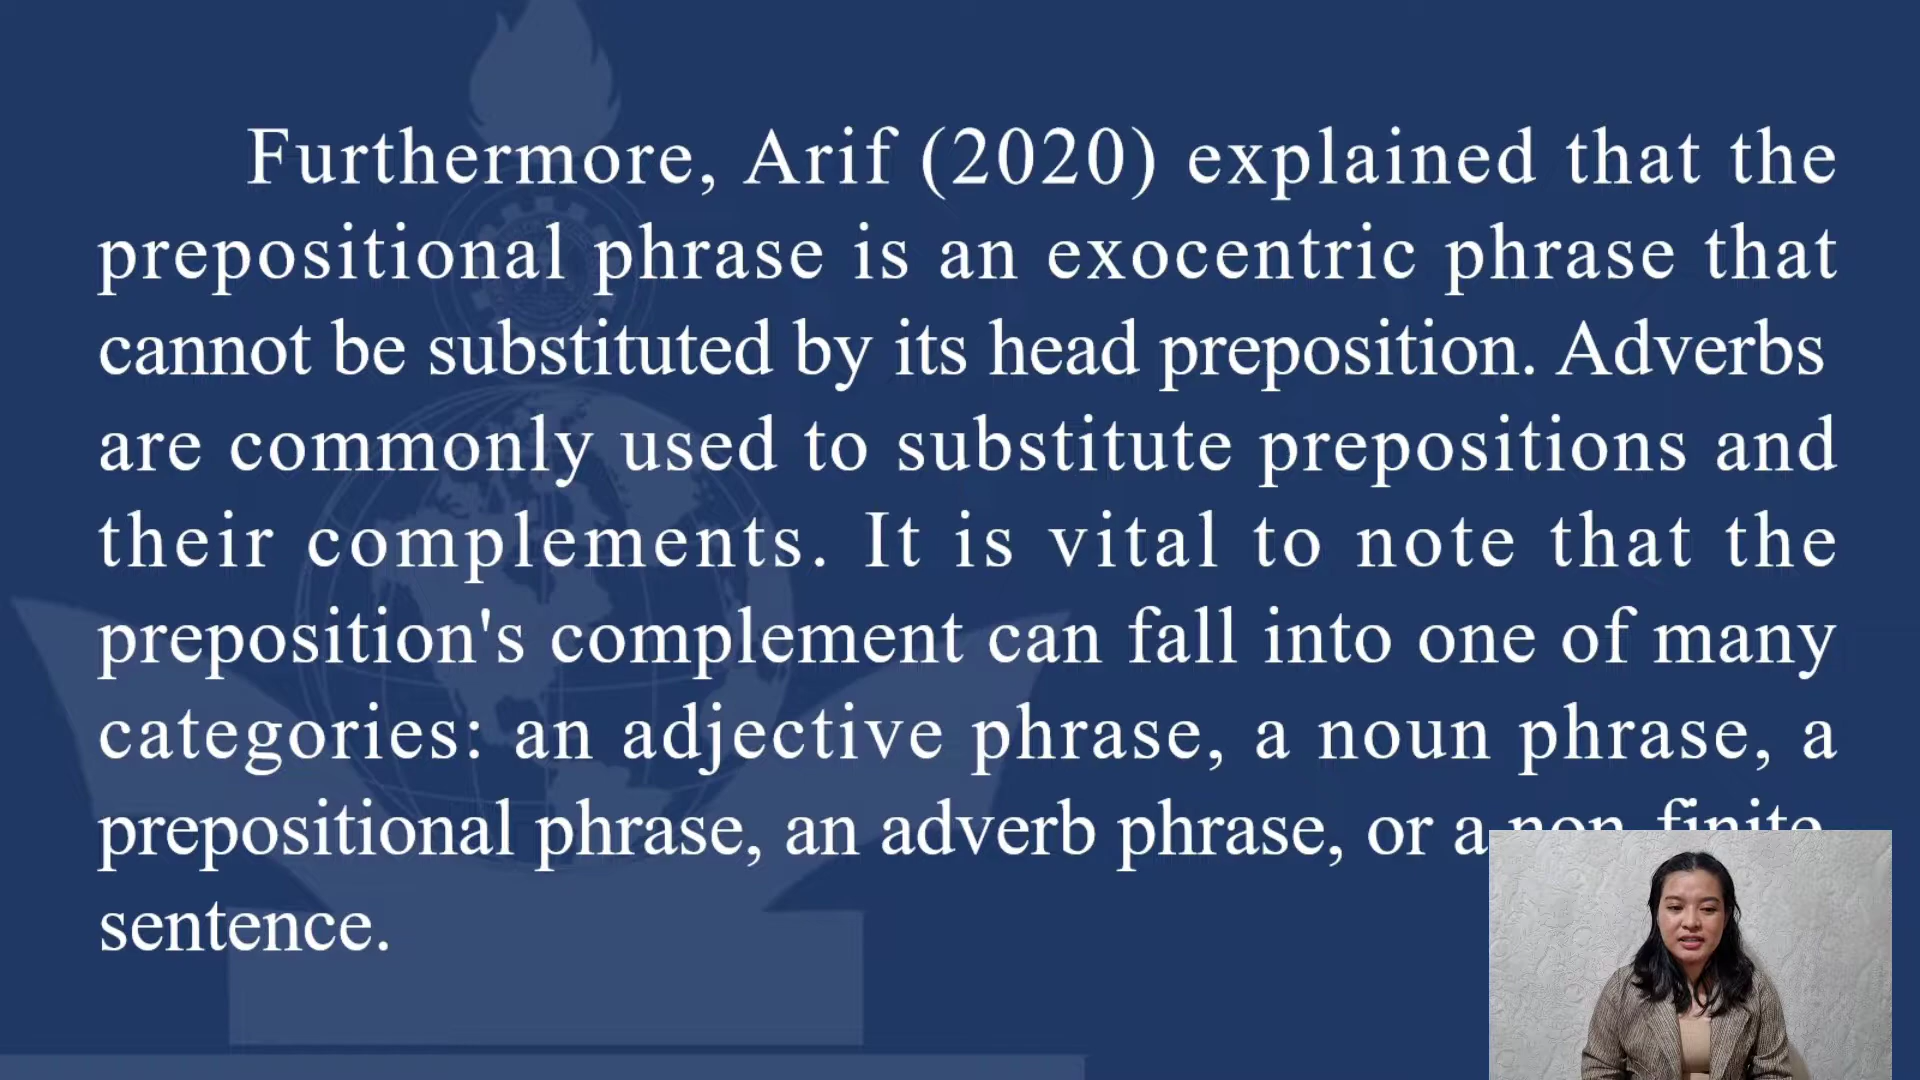 Furthermore, Arif (2020) explained that the
prepositional phrase is an exocentric phrase that
cannot be substituted by its head preposition. Adverbs
are commonly used to substitute prepositions and
their complements. It is vital to note that the
preposition's complement can fall into one of many
categories: an adjective phrase, a noun phrase, a
prepositional phrase, an adverb phrase, or a non-finite
sentence.